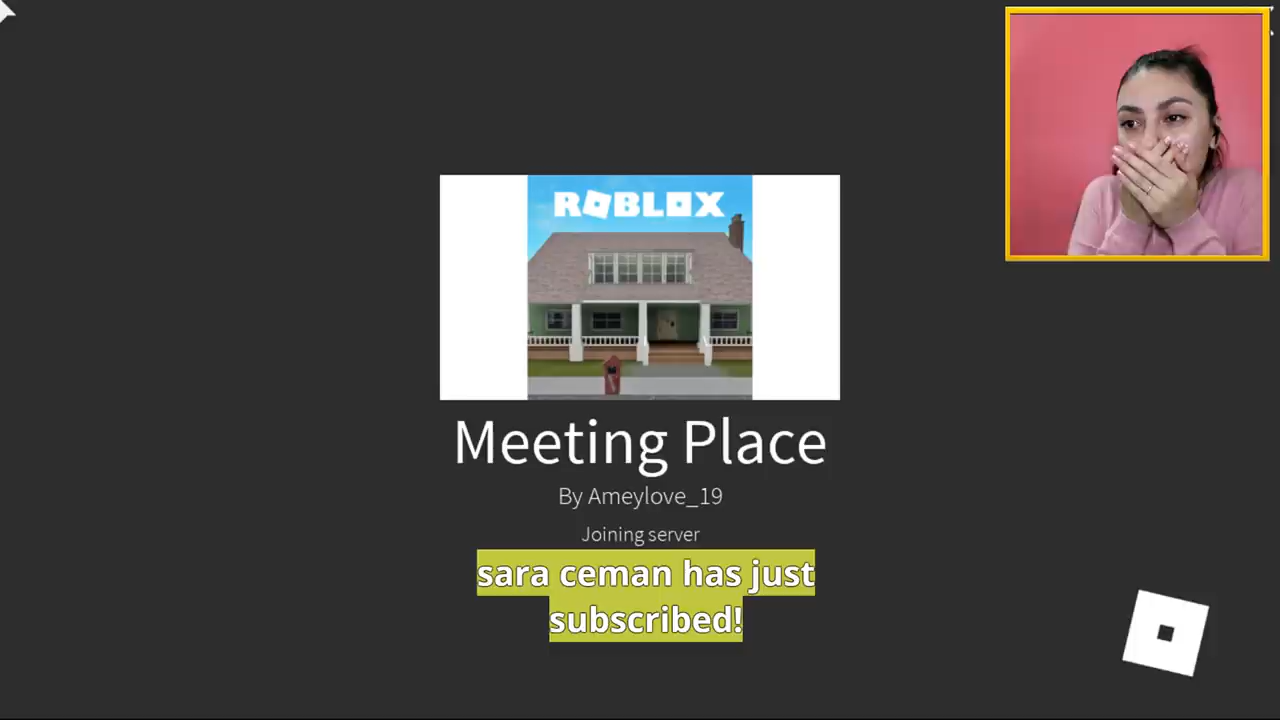 ROBLOX
Meeting Place
By Ameylove_19
Joining server
sara ceman has just
subscribed!